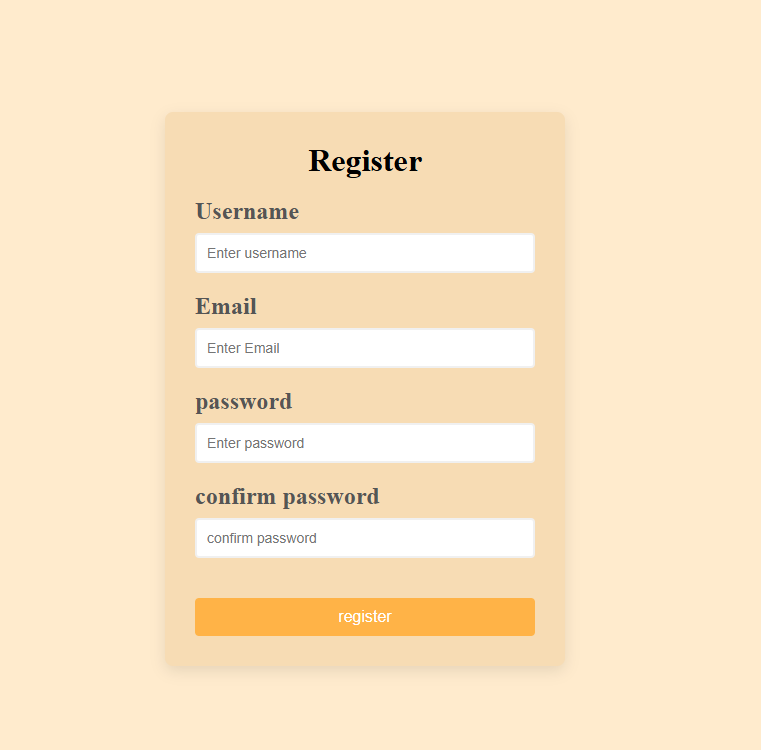 Register
Username
Enter username
Email
Enter Email
password
Enter password
confirm password
confirm password
register